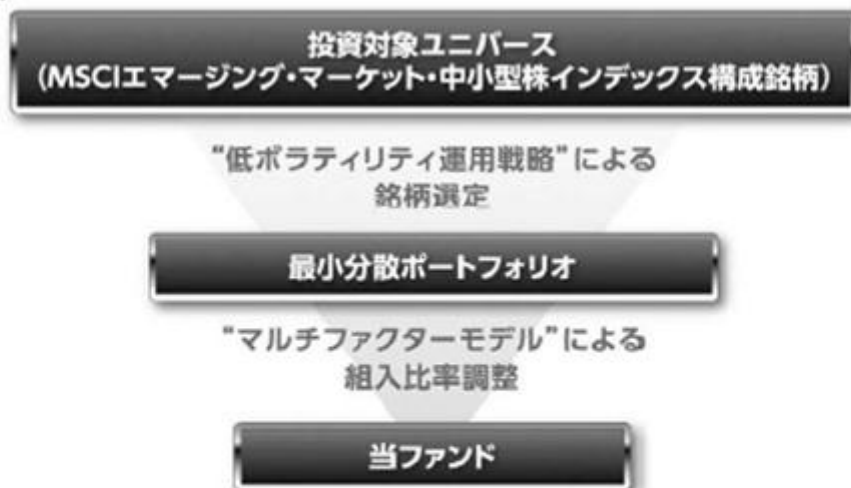 投資対象ユニバース
(MSCIエマージング・マーケット・中小型株インデックス構成銘柄)
“低ボラティリティ運用戦略”による
銘柄選定
最小分散ポートフォリオ
“マルチファクターモデル”による
組入比率調整
当ファンド